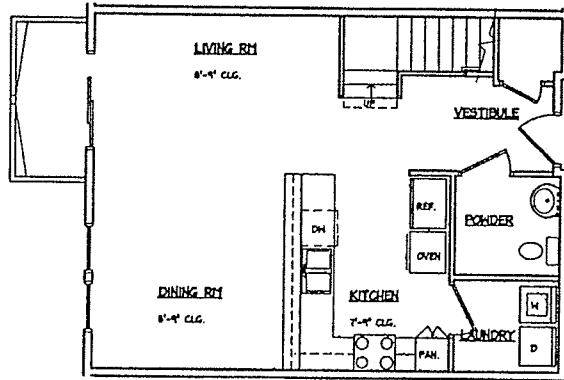 LIVING RM
8'-9" CLG.
UP
VESTIBULE
REF.
POWDER
DW
OVEN
DINING RM
8'-9" CLG.
KITCHEN
7'-9" CLG.
LAUNDRY
W
D
PAN.